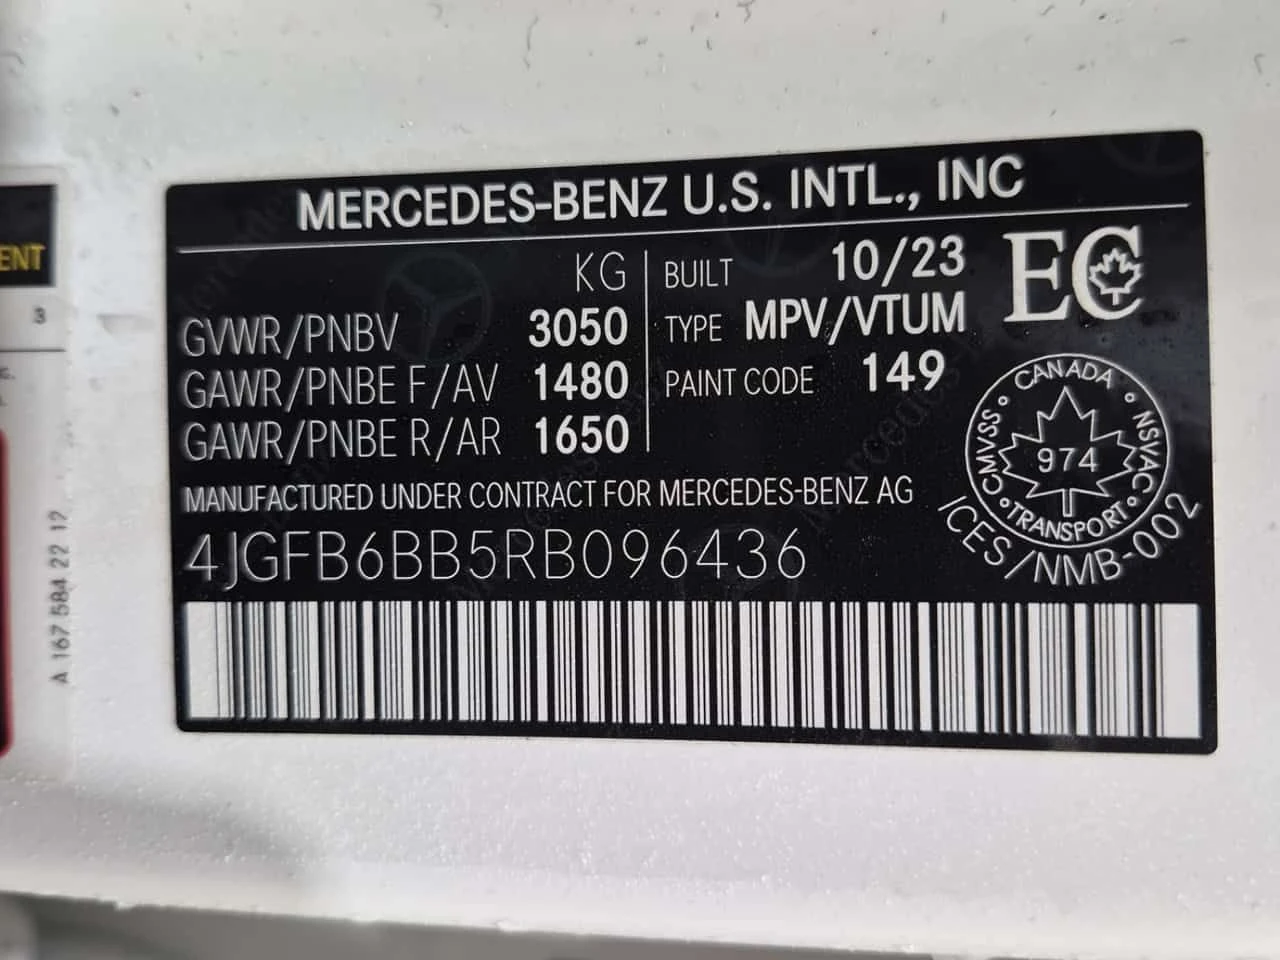 MERCEDES-BENZ U.S. INTL., INC
KG
GVWR/PNBV 3050
GAWR/PNBE F/AV 1480
GAWR/PNBE R/AR 1650
BUILT 10/23
TYPE MPV/VTUM
PAINT CODE 149
EC
CANADA
CMVSS
NSVAC
974
TRANSPORT
ICES/NMB-002
MANUFACTURED UNDER CONTRACT FOR MERCEDES-BENZ AG
4JGFB6BB5RB096436
ENT
3
A 167 584 22 12